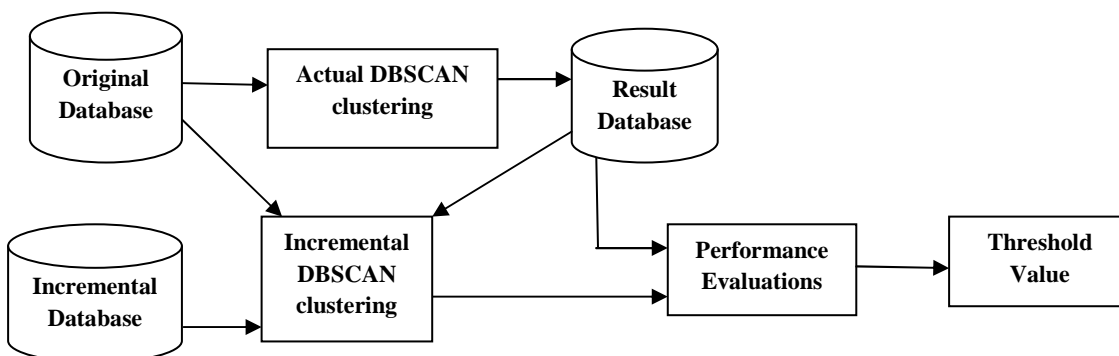 Original
Database
Actual DBSCAN
clustering
Result
Database
Incremental
Database
Incremental
DBSCAN
clustering
Performance
Evaluations
Threshold
Value